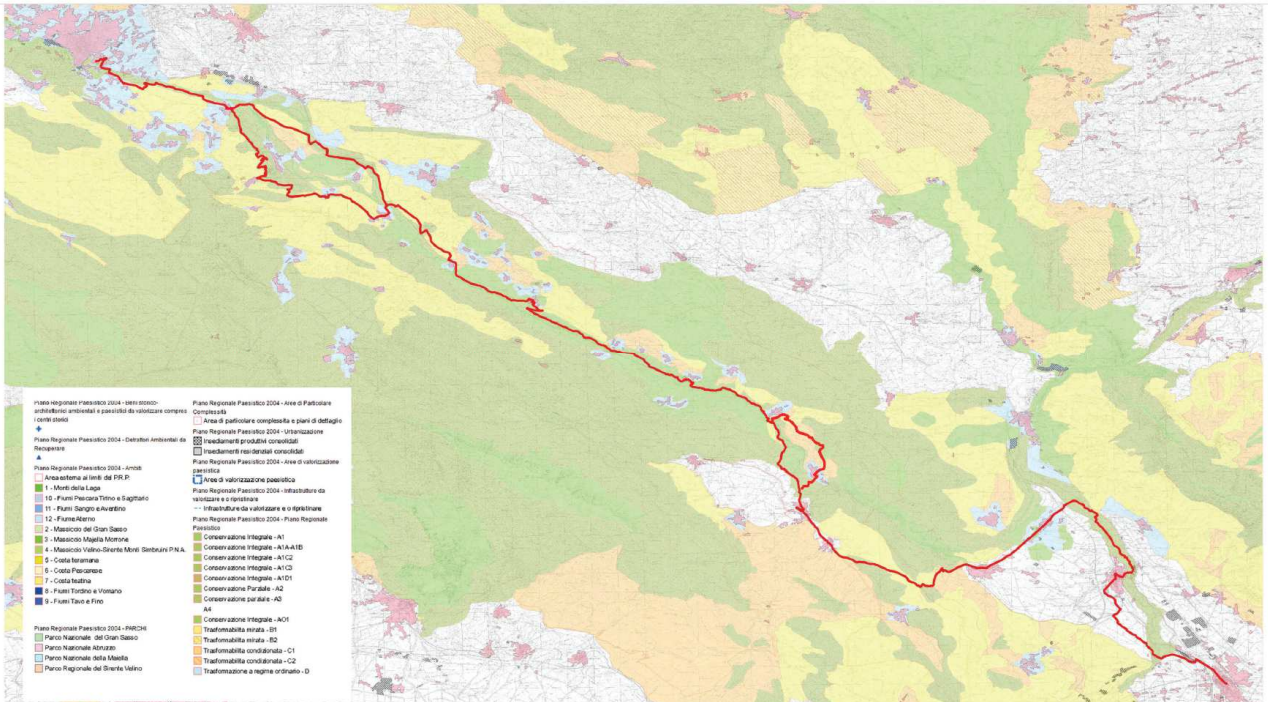 Piano Regionale Paesistico 2004 - Beni storico-
architettonici ambientali e paesistici da valorizzare compresi
i centri storici
Piano Regionale Paesistico 2004 - Detrattori Ambientali da
Recuperare
Piano Regionale Paesistico 2004 - Ambiti
Area esterna ai limiti del P.R.P.
1 - Monti della Laga
10 - Fiumi Pescara Tirino e Sagittario
11 - Fiumi Sangro e Aventino
12 - Fiume Aterno
2 - Massiccio del Gran Sasso
3 - Massiccio Majella Morrone
4 - Massiccio Velino-Sirente Monti Simbruini P.N.A.
5 - Costa teramana
6 - Costa Pescarese
7 - Costa teatina
8 - Fiumi Tordino e Vomano
9 - Fiumi Tavo e Fino
Piano Regionale Paesistico 2004 - PARCHI
Parco Nazionale del Gran Sasso
Parco Nazionale Abruzzo
Parco Nazionale della Maiella
Parco Regionale del Sirente Velino
Piano Regionale Paesistico 2004 - Aree di Particolare
Complessità
Area di particolare complessita e piani di dettaglio
Piano Regionale Paesistico 2004 - Urbanizzazione
Insediamenti produttivi consolidati
Insediamenti residenziali consolidati
Piano Regionale Paesistico 2004 - Aree di valorizzazione
paesistica
Aree di valorizzazione paesistica
Piano Regionale Paesistico 2004 - Infrastrutture da
valorizzare e o ripristinare
Infrastrutture da valorizzare e o ripristinare
Piano Regionale Paesistico 2004 - Piano Regionale
Paesistico
Conservazione Integrale - A1
Conservazione Integrale - A1A-A1B
Conservazione Integrale - A1C2
Conservazione Integrale - A1C3
Conservazione Integrale - A1D1
Conservazione Parziale - A2
Conservazione parziale - A3
A4
Conservazione Integrale - AO1
Trasformabilita mirata - B1
Trasformabilita mirata - B2
Trasformabilita condizionata - C1
Trasformabilita condizionata - C2
Trasformazione a regime ordinario - D